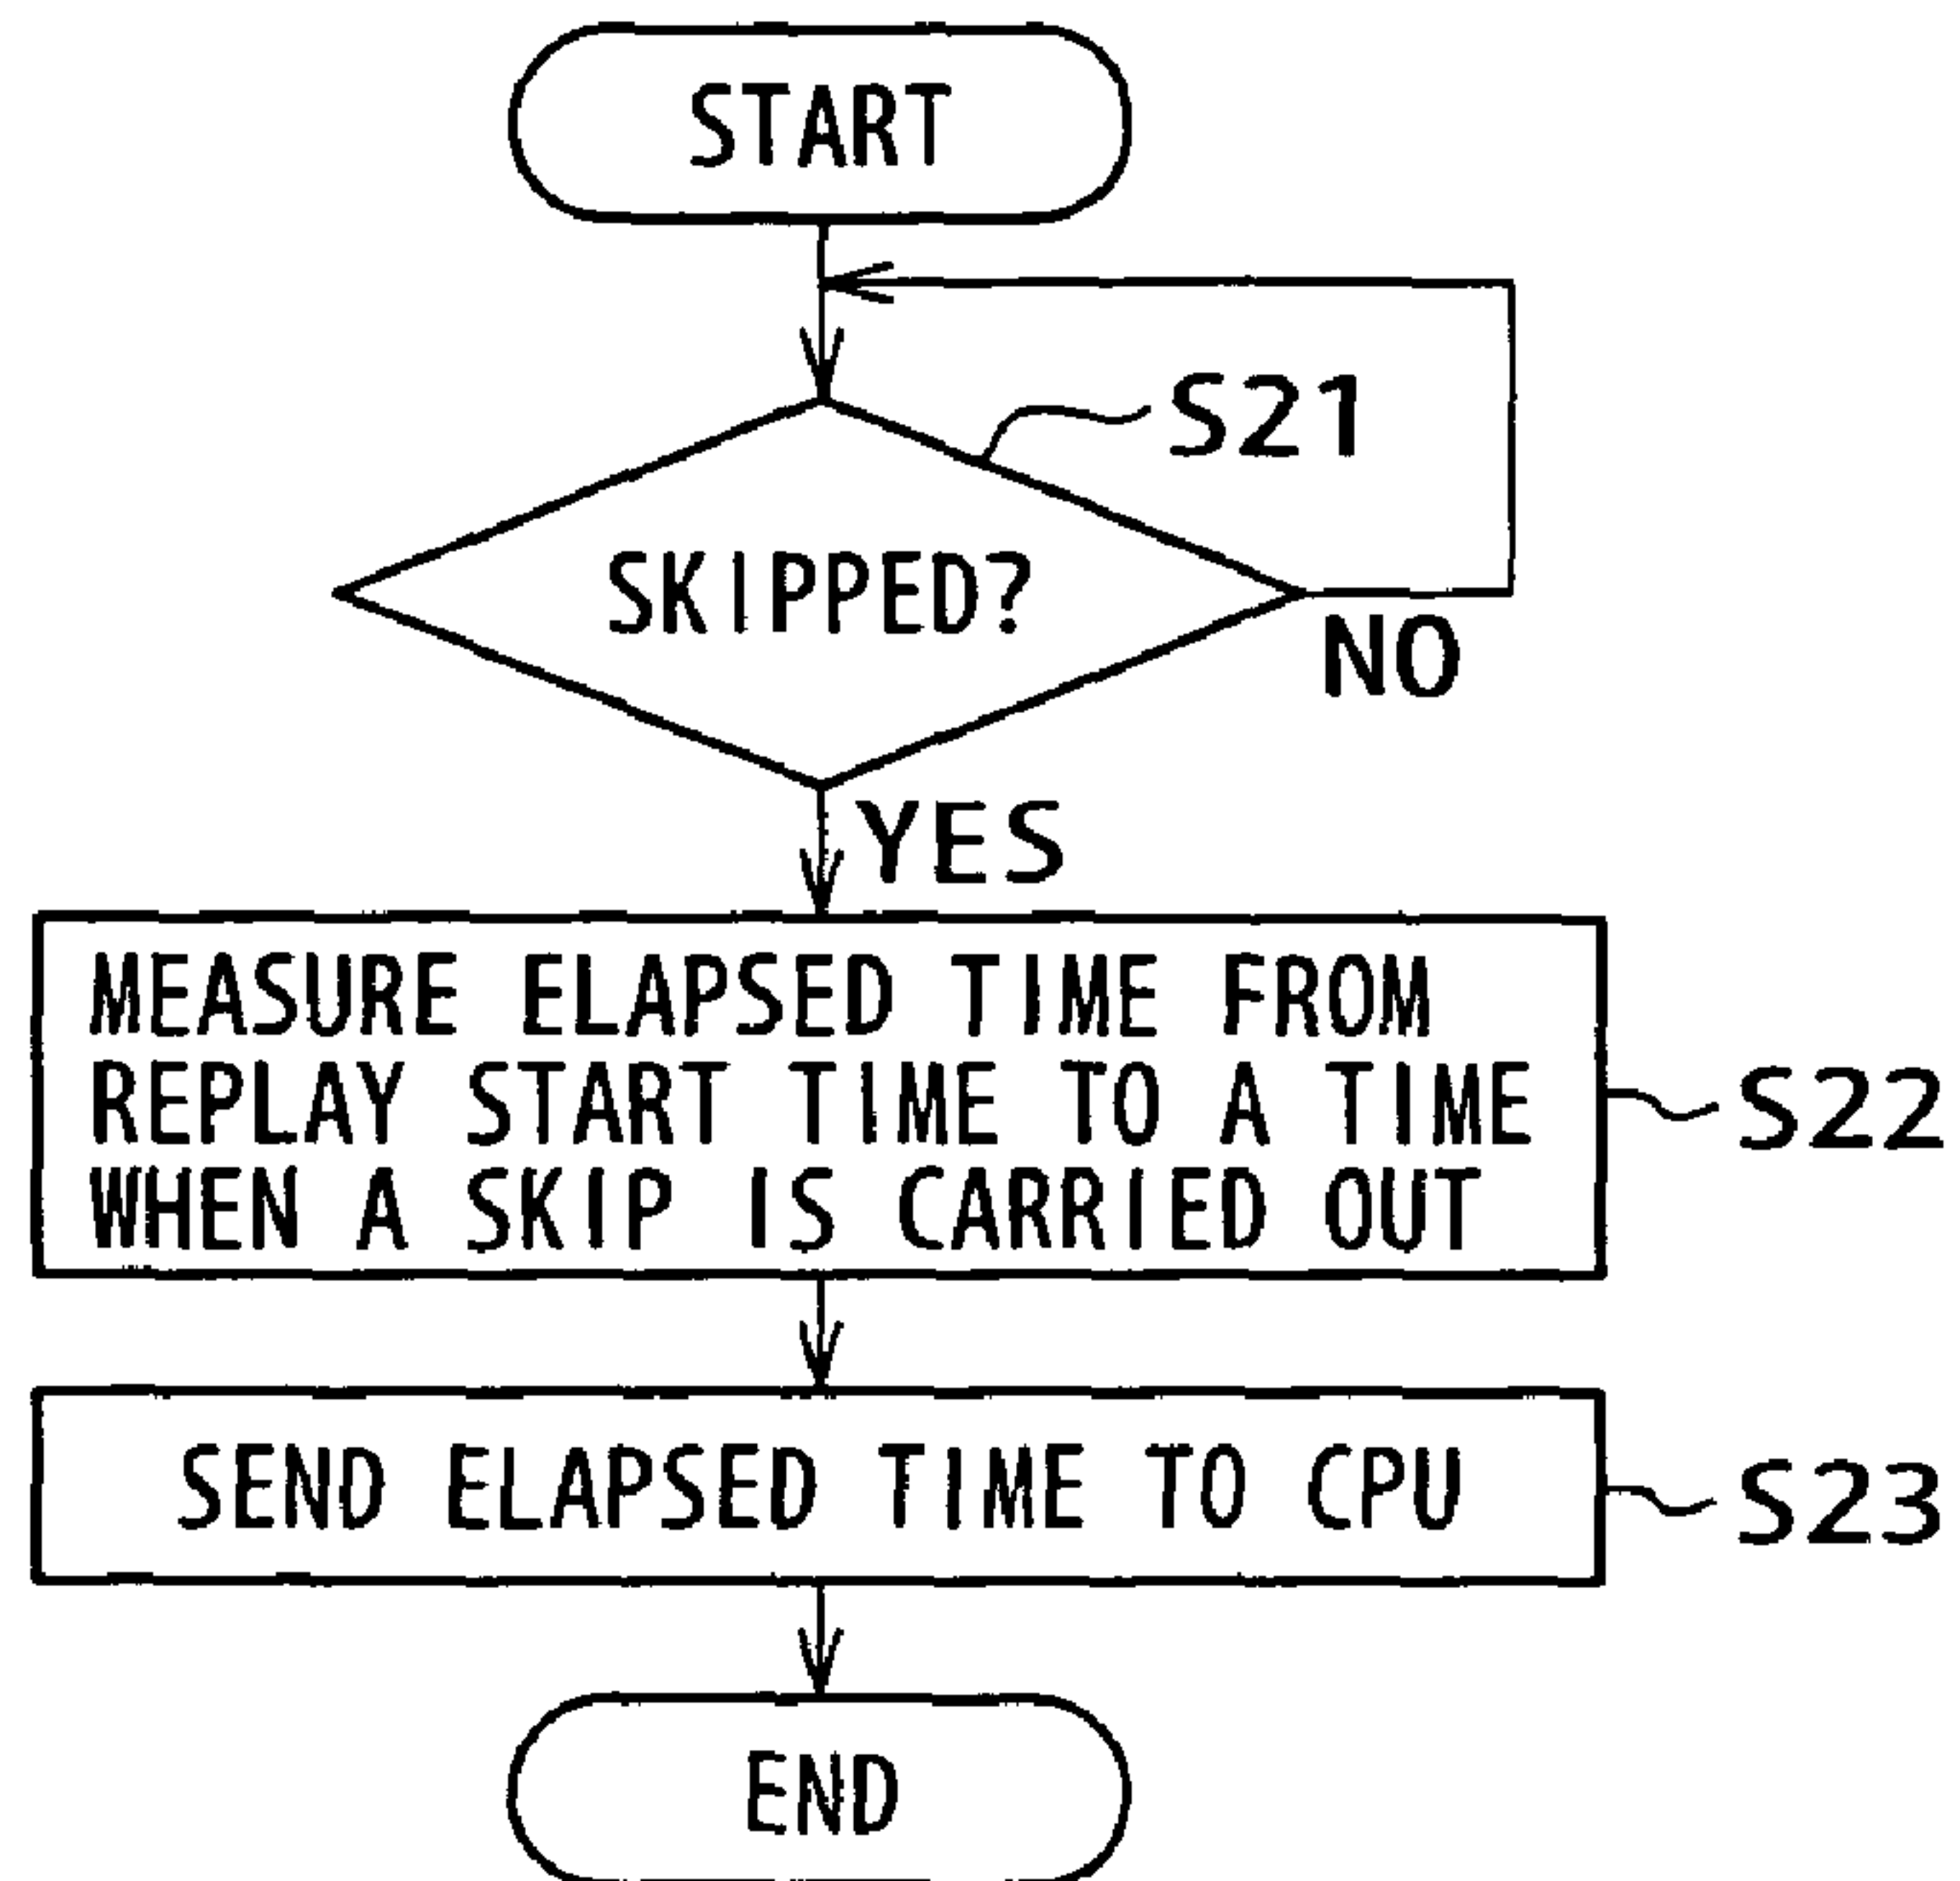 START
S21
SKIPPED?
NO
YES
MEASURE ELAPSED TIME FROM
REPLAY START TIME TO A TIME
WHEN A SKIP IS CARRIED OUT
S22
SEND ELAPSED TIME TO CPU
S23
END